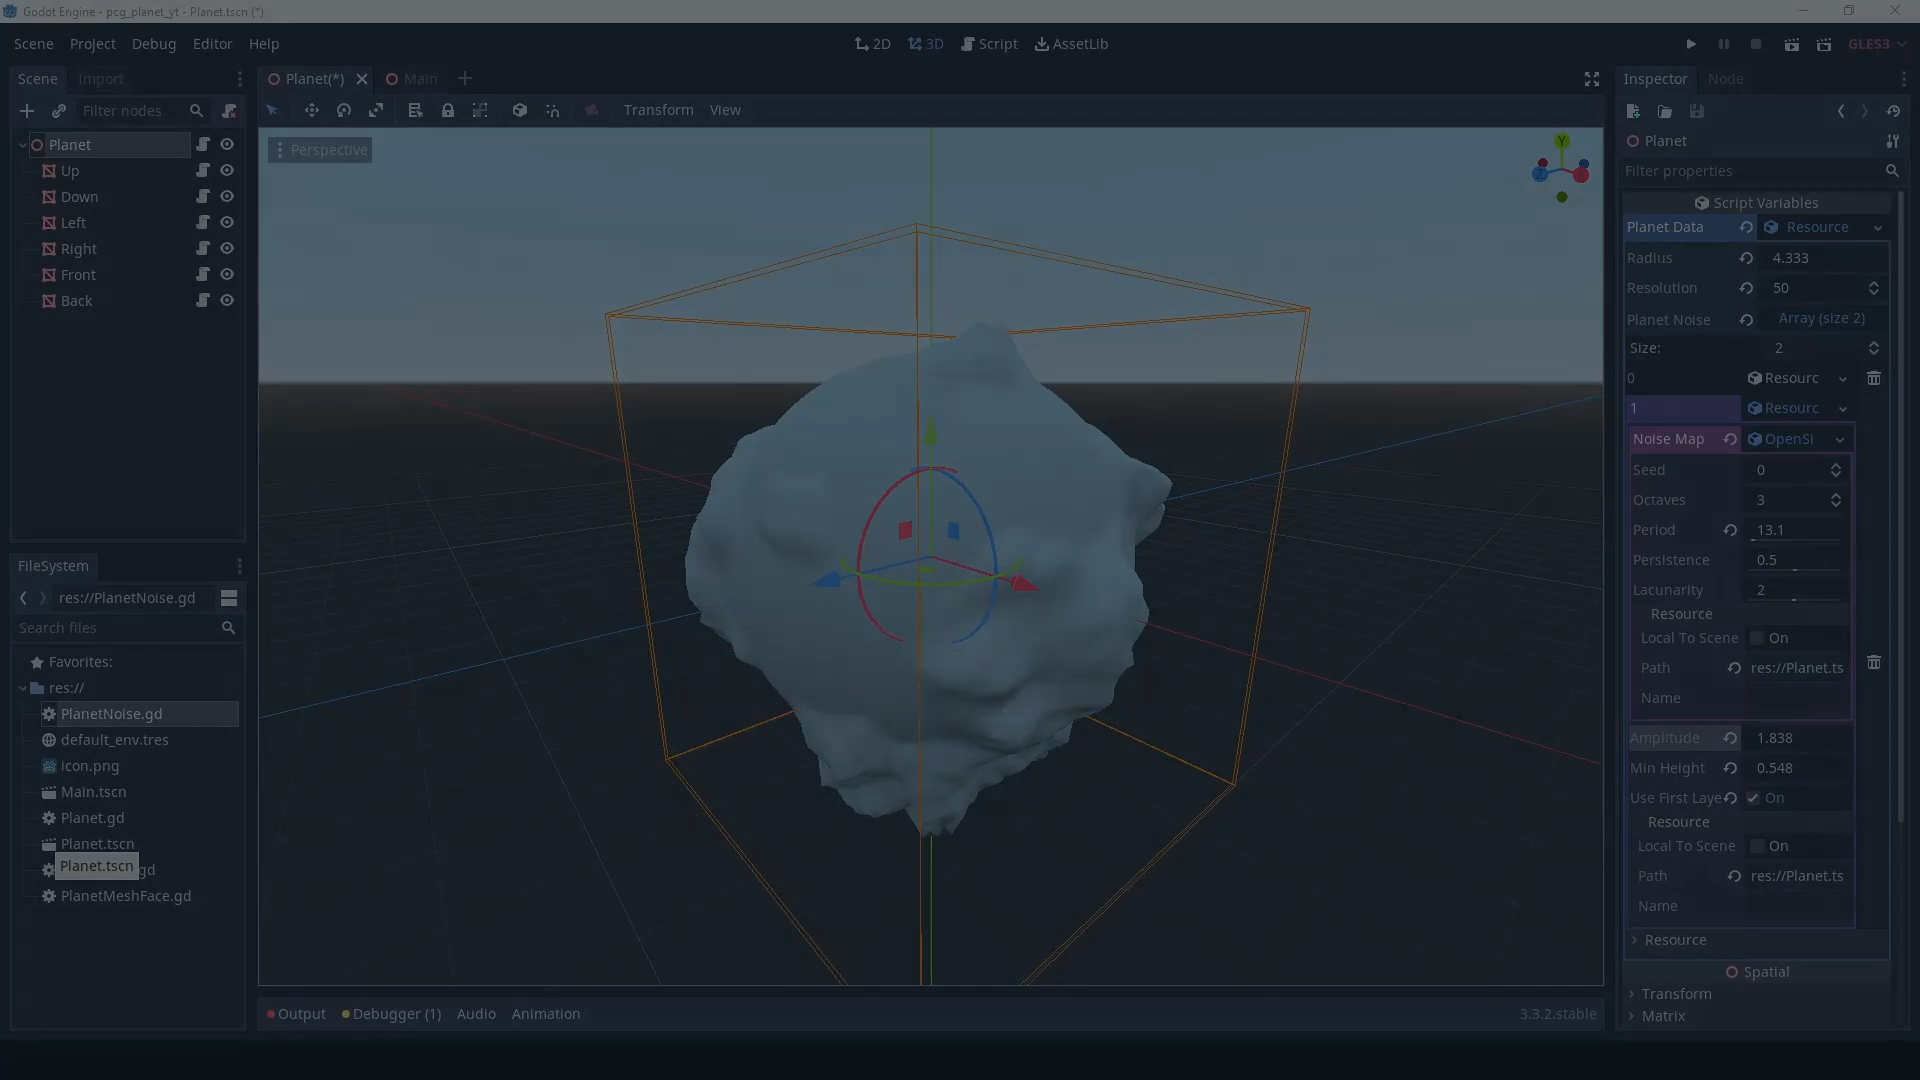 Godot Engine - pcg_planet_yt - Planet.tscn (*)
Scene Project Debug Editor Help
2D 3D Script AssetLib
GLES3
Scene Import
Filter nodes
Planet
Up
Down
Left
Right
Front
Back
FileSystem
res://PlanetNoise.gd
Search files
Favorites:
res://
PlanetNoise.gd
default_env.tres
icon.png
Main.tscn
Planet.gd
Planet.tscn
Planet.tscn
gd
PlanetMeshFace.gd
Planet(*) Main
Transform View
Perspective
Y
Z
Output Debugger (1) Audio Animation
3.3.2.stable
Inspector Node
Planet
Filter properties
Script Variables
Planet Data Resource
Radius 4.333
Resolution 50
Planet Noise Array (size 2)
Size: 2
0 Resourc
1 Resourc
Noise Map OpenSi
Seed 0
Octaves 3
Period 13.1
Persistence 0.5
Lacunarity 2
Resource
Local To Scene On
Path res://Planet.ts
Name
Amplitude 1.838
Min Height 0.548
Use First Laye On
Resource
Local To Scene On
Path res://Planet.ts
Name
Resource
Spatial
Transform
Matrix